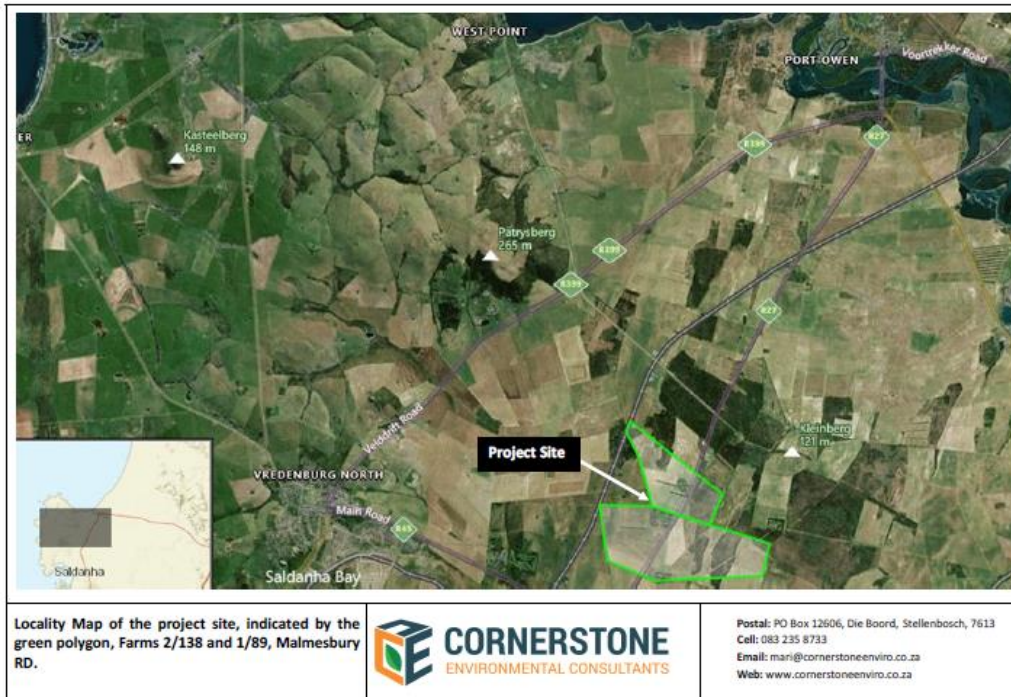 WEST POINT
PORT OWEN
Voortrekker Road
ER
Kasteelberg
148 m
R399
R27
Patrysberg
265 m
R399
R399
R27
Velddrift Road
Kleinberg
121 m
Project Site
VREDENBURG NORTH
Main Road
R45
Saldanha Bay
Saldanha
Locality Map of the project site, indicated by the
green polygon, Farms 2/138 and 1/89, Malmesbury
RD.
CORNERSTONE
ENVIRONMENTAL CONSULTANTS
Postal: PO Box 12606, Die Boord, Stellenbosch, 7613
Cell: 083 235 8733
Email: mari@cornerstoneenviro.co.za
Web: www.cornerstoneenviro.co.za